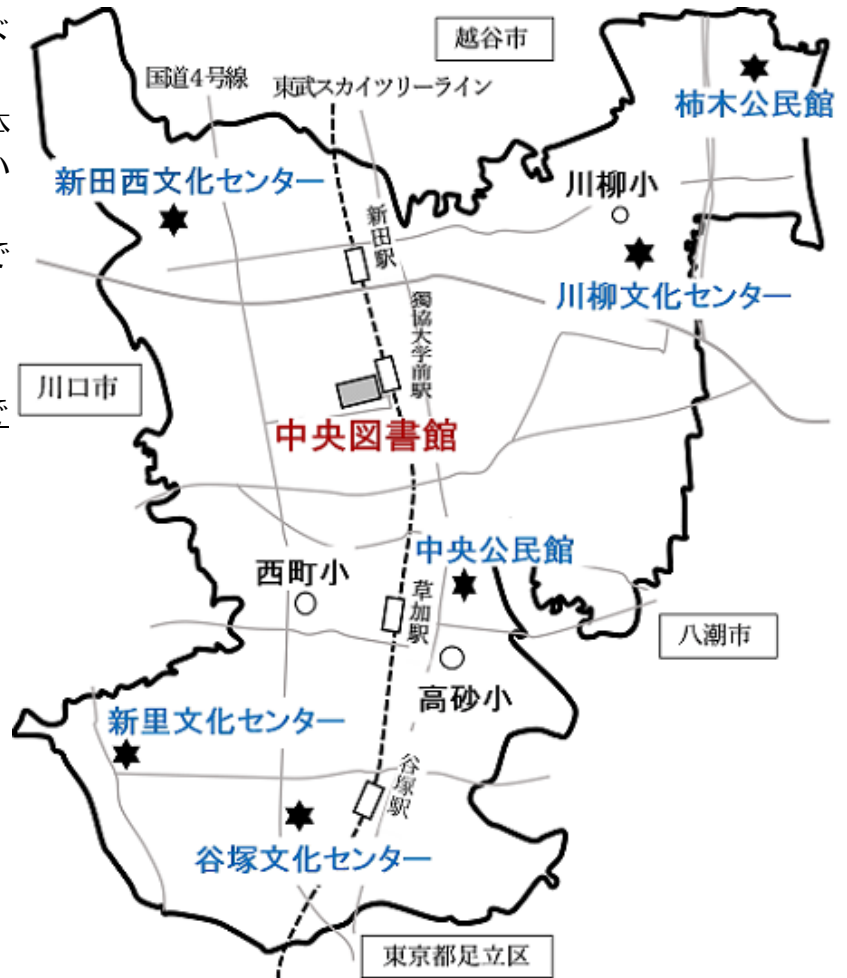 越谷市
国道4号線
東武スカイツリーライン
柿木公民館
新田西文化センター
川柳小
新田駅
川柳文化センター
獨協大学前駅
川口市
中央図書館
中央公民館
西町小
草加駅
八潮市
高砂小
新里文化センター
谷塚駅
谷塚文化センター
東京都足立区